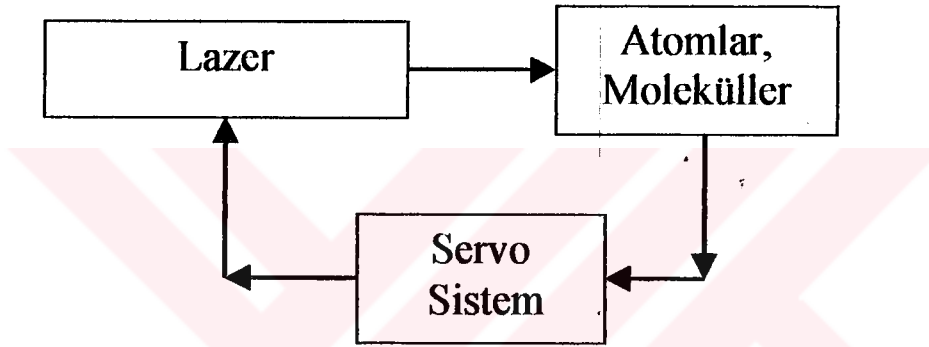 Lazer
Atomlar,
Moleküller
Servo
Sistem